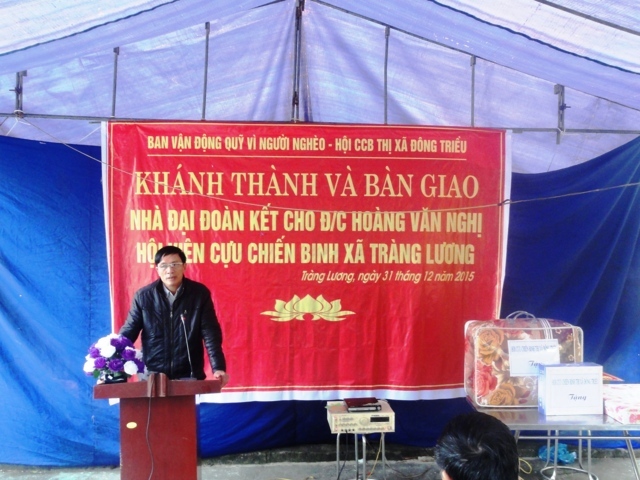 BAN VẬN ĐỘNG QUỸ VÌ NGƯỜI NGHÈO - HỘI CCB THỊ XÃ ĐÔNG TRIỀU
KHÁNH THÀNH VÀ BÀN GIAO
NHÀ ĐẠI ĐOÀN KẾT CHO Đ/C HOÀNG VĂN NGHỊ
HỘI VIÊN CỰU CHIẾN BINH XÃ TRÀNG LƯƠNG
Tràng Lương, ngày 31 tháng 12 năm 2015
Tặng